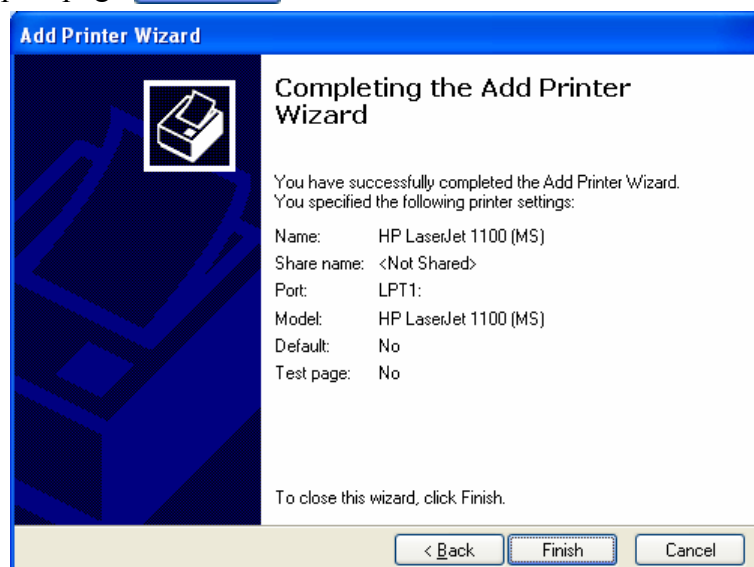 Add Printer Wizard
Completing the Add Printer
Wizard
You have successfully completed the Add Printer Wizard.
You specified the following printer settings:
Name: HP LaserJet 1100 (MS)
Share name: <Not Shared>
Port: LPT1:
Model: HP LaserJet 1100 (MS)
Default: No
Test page: No
To close this wizard, click Finish.
< Back Finish Cancel